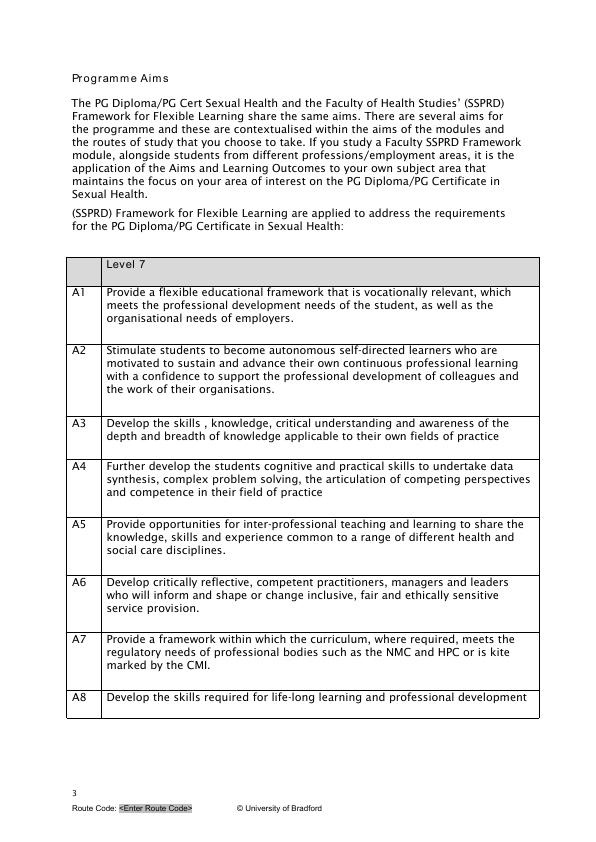 Programme Aims
The PG Diploma/PG Cert Sexual Health and the Faculty of Health Studies’ (SSPRD)
Framework for Flexible Learning share the same aims. There are several aims for
the programme and these are contextualised within the aims of the modules and
the routes of study that you choose to take. If you study a Faculty SSPRD Framework
module, alongside students from different professions/employment areas, it is the
application of the Aims and Learning Outcomes to your own subject area that
maintains the focus on your area of interest on the PG Diploma/PG Certificate in
Sexual Health.
(SSPRD) Framework for Flexible Learning are applied to address the requirements
for the PG Diploma/PG Certificate in Sexual Health:
Level 7
A1 Provide a flexible educational framework that is vocationally relevant, which
meets the professional development needs of the student, as well as the
organisational needs of employers.
A2 Stimulate students to become autonomous self-directed learners who are
motivated to sustain and advance their own continuous professional learning
with a confidence to support the professional development of colleagues and
the work of their organisations.
A3 Develop the skills , knowledge, critical understanding and awareness of the
depth and breadth of knowledge applicable to their own fields of practice
A4 Further develop the students cognitive and practical skills to undertake data
synthesis, complex problem solving, the articulation of competing perspectives
and competence in their field of practice
A5 Provide opportunities for inter-professional teaching and learning to share the
knowledge, skills and experience common to a range of different health and
social care disciplines.
A6 Develop critically reflective, competent practitioners, managers and leaders
who will inform and shape or change inclusive, fair and ethically sensitive
service provision.
A7 Provide a framework within which the curriculum, where required, meets the
regulatory needs of professional bodies such as the NMC and HPC or is kite
marked by the CMI.
A8 Develop the skills required for life-long learning and professional development
3
Route Code: <Enter Route Code> © University of Bradford